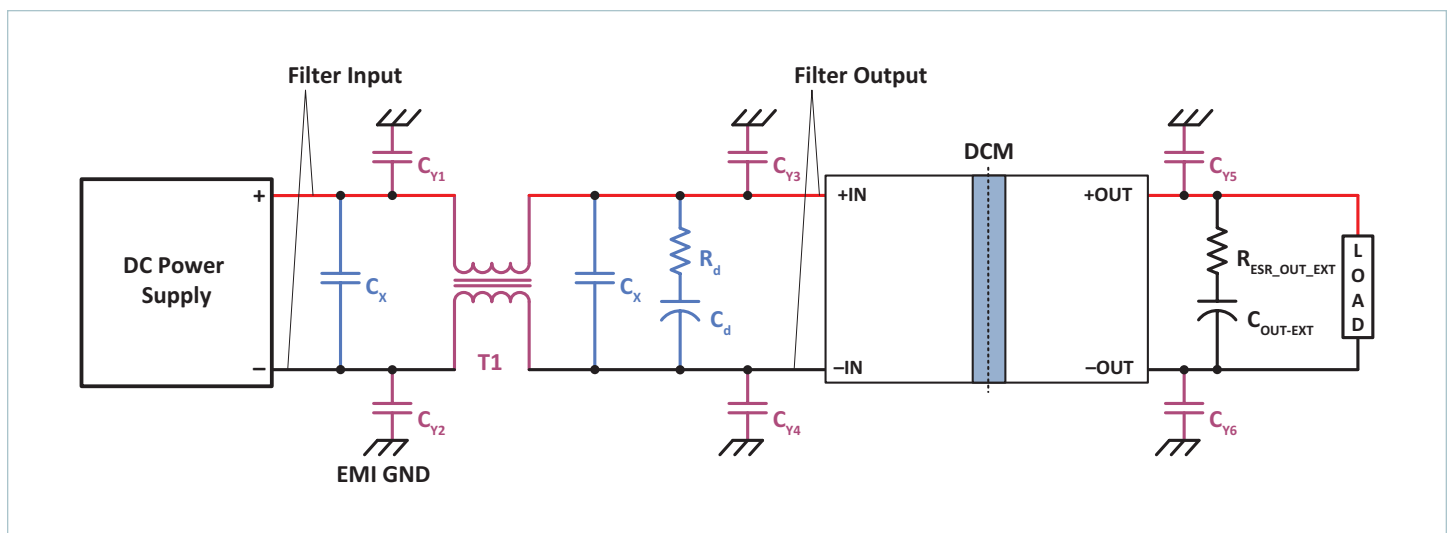 Filter Input
Filter Output
DCM
C_Y1
C_Y3
C_Y5
+
+IN
+OUT
DC Power
Supply
C_X
C_X
R_d
C_d
R_ESR_OUT_EXT
C_OUT-EXT
L
O
A
D
–
T1
–IN
–OUT
C_Y2
C_Y4
C_Y6
EMI GND